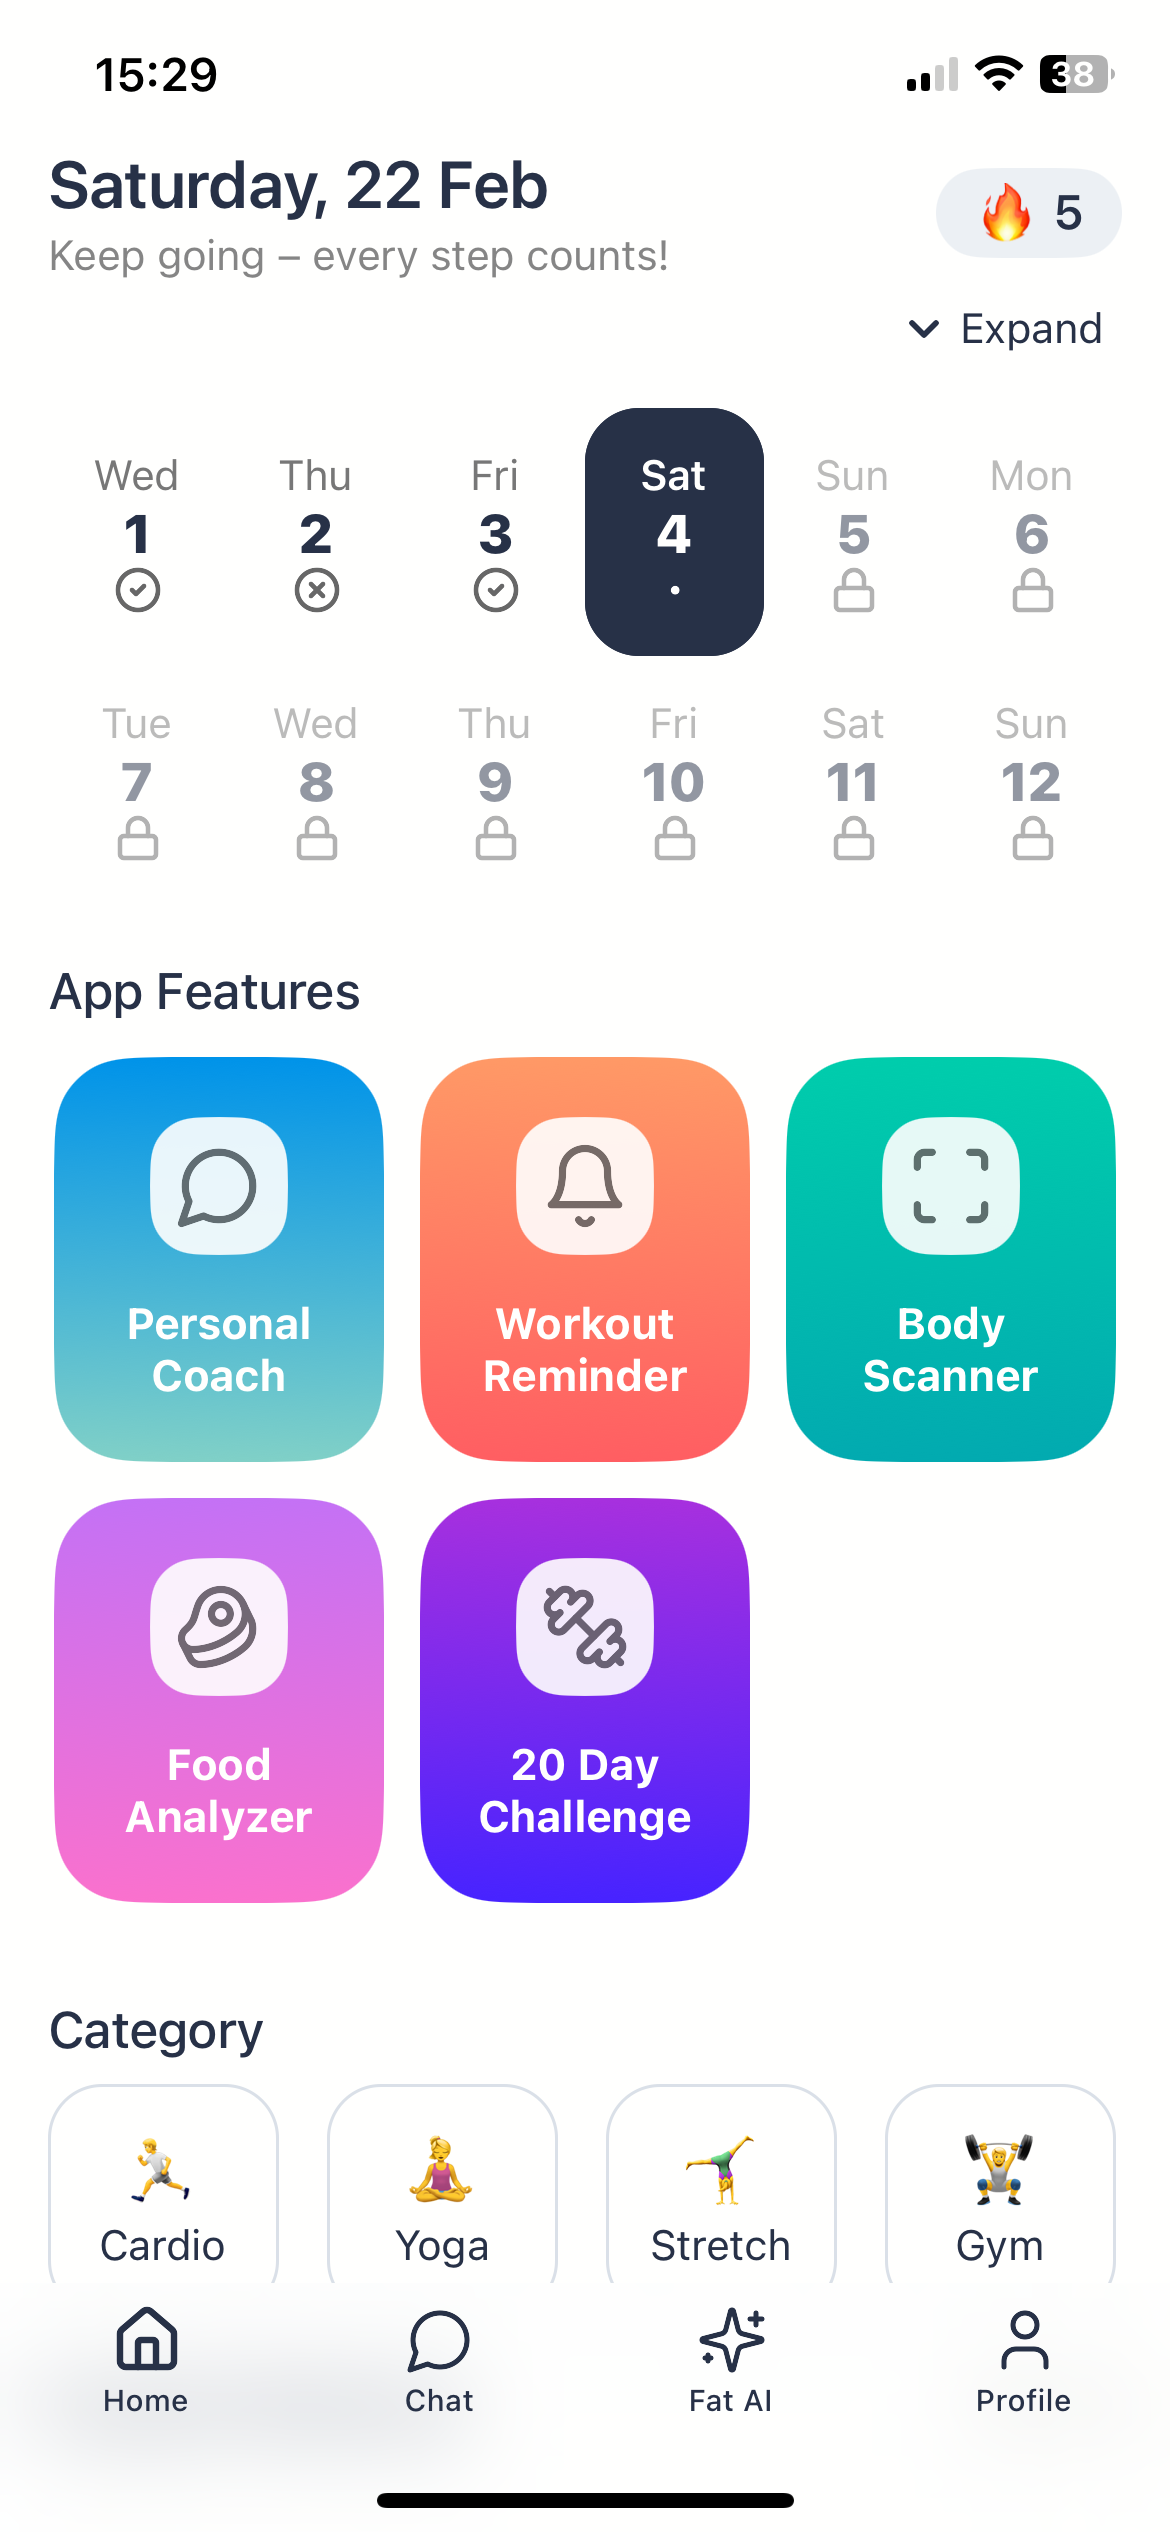 15:29
38
Saturday, 22 Feb
5
Keep going – every step counts!
Expand
Wed Thu Fri Sat Sun Mon
1 2 3 4 5 6
Tue Wed Thu Fri Sat Sun
7 8 9 10 11 12
App Features
Personal
Coach
Workout
Reminder
Body
Scanner
Food
Analyzer
20 Day
Challenge
Category
Cardio Yoga Stretch Gym
Home Chat Fat AI Profile